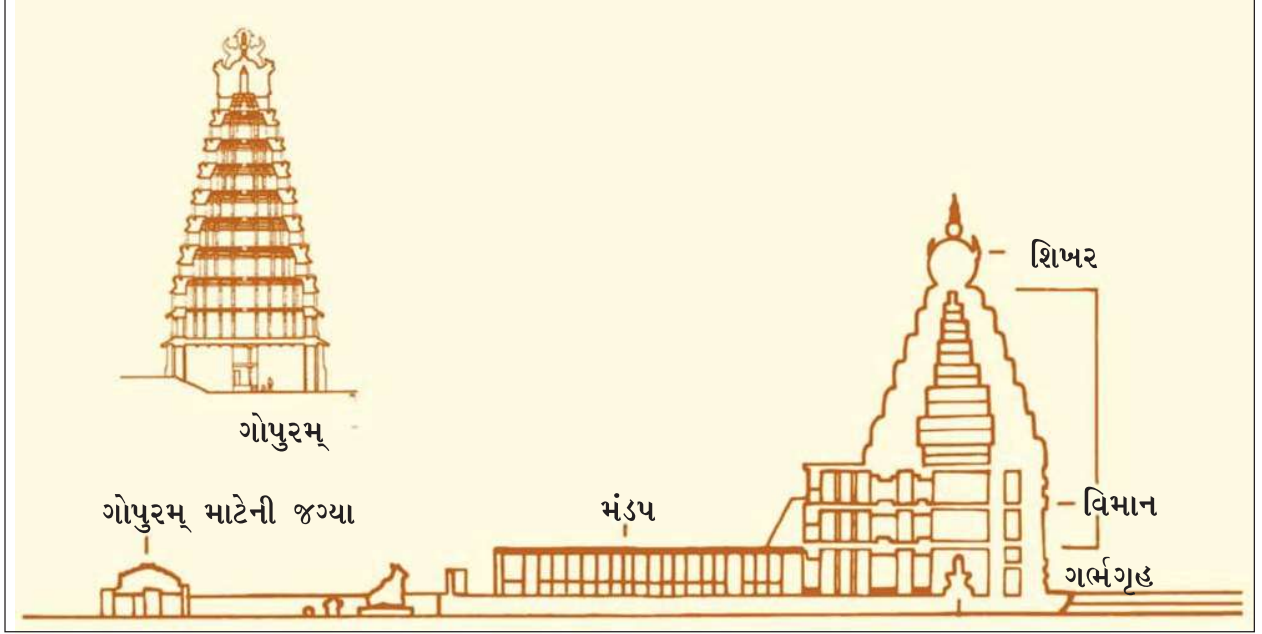 શિખર
ગોપુરમ્
ગોપુરમ્ માટેની જગ્યા
મંડપ
વિમાન
ગર્ભગૃહ